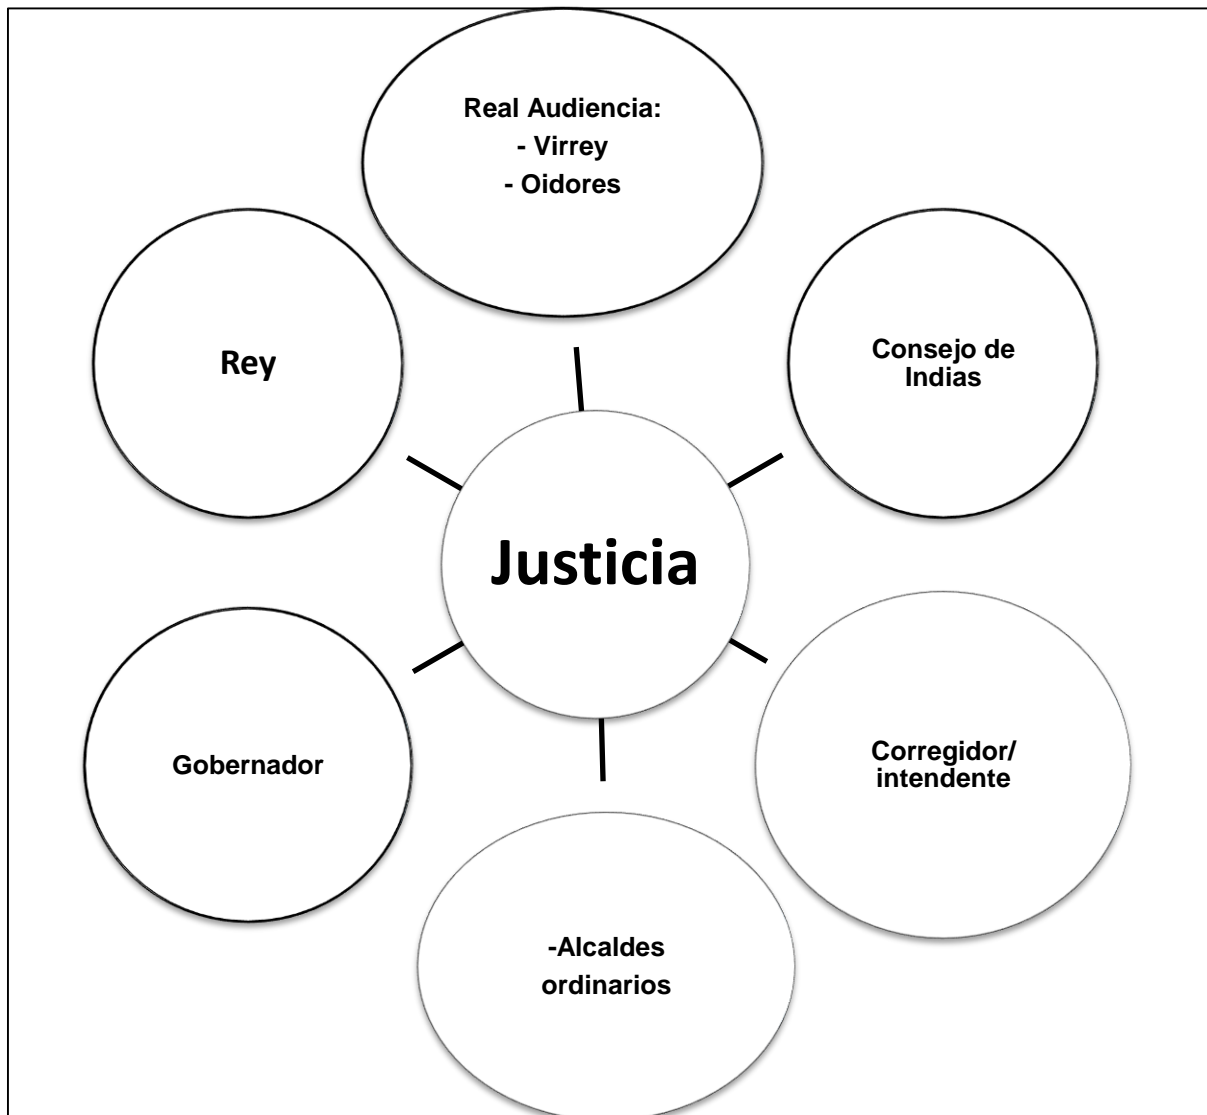 Real Audiencia:
- Virrey
- Oidores
Rey
Consejo de
Indias
Justicia
Gobernador
Corregidor/
intendente
-Alcaldes
ordinarios